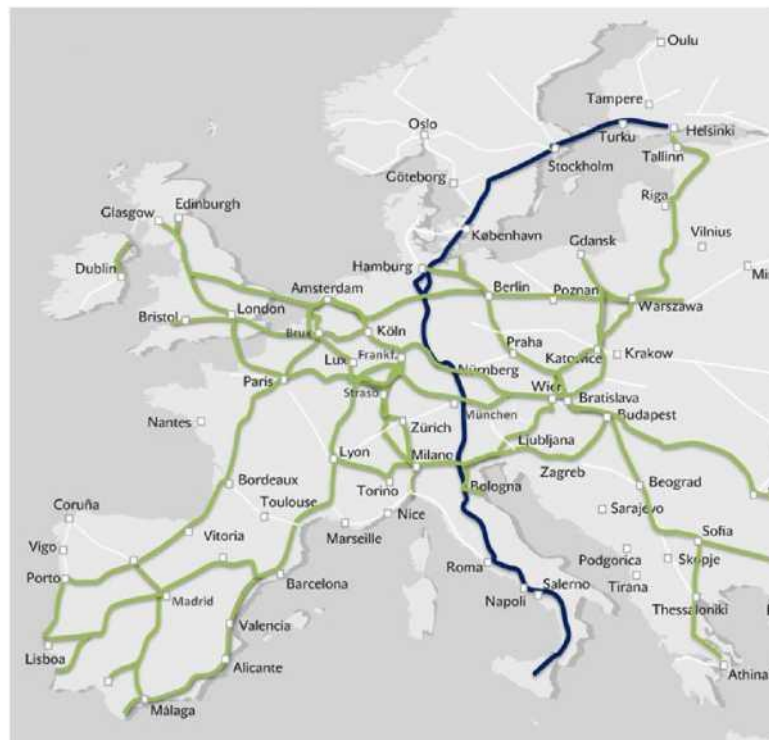 Oulu
Tampere
Oslo
Helsinki
Turku
Stockholm
Tallinn
Göteborg
Edinburgh
Glasgow
Riga
København
Vilnius
Gdansk
Dublin
Hamburg
Amsterdam
Berlin
Poznan
Warszawa
Bristol
London
Brux
Köln
Praha
Katowice
Krakow
Lux
Frankf
Nürnberg
Paris
Stras
Wier
Bratislava
München
Budapest
Nantes
Zürich
Ljubljana
Lyon
Milano
Zagreb
Beograd
Bordeaux
Torino
Bologna
Toulouse
Nice
Sarajevo
Coruña
Marseille
Sofia
Vigo
Vitoria
Roma
Podgorica
Skopje
Porto
Barcelona
Salerno
Tirana
Madrid
Napoli
Thessaloniki
Valencia
Lisboa
Alicante
Athina
Málaga